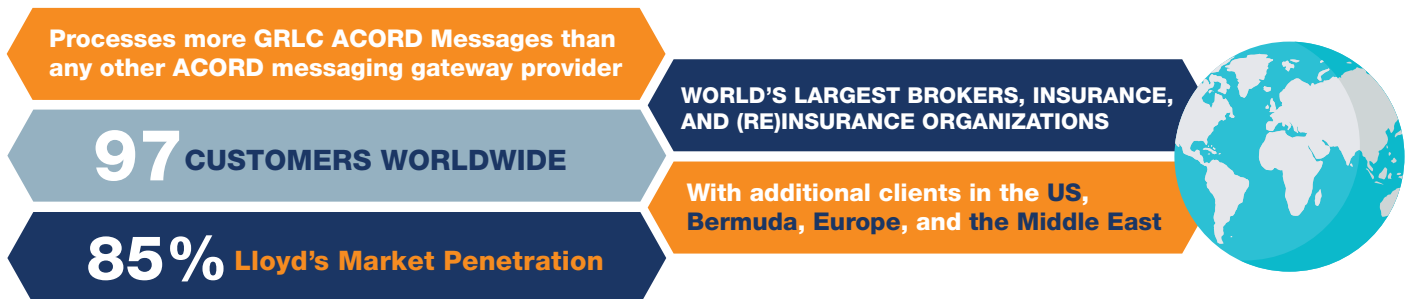 Processes more GRLC ACORD Messages than
any other ACORD messaging gateway provider
97 CUSTOMERS WORLDWIDE
85% Lloyd's Market Penetration
WORLD'S LARGEST BROKERS, INSURANCE,
AND (RE)INSURANCE ORGANIZATIONS
With additional clients in the US,
Bermuda, Europe, and the Middle East